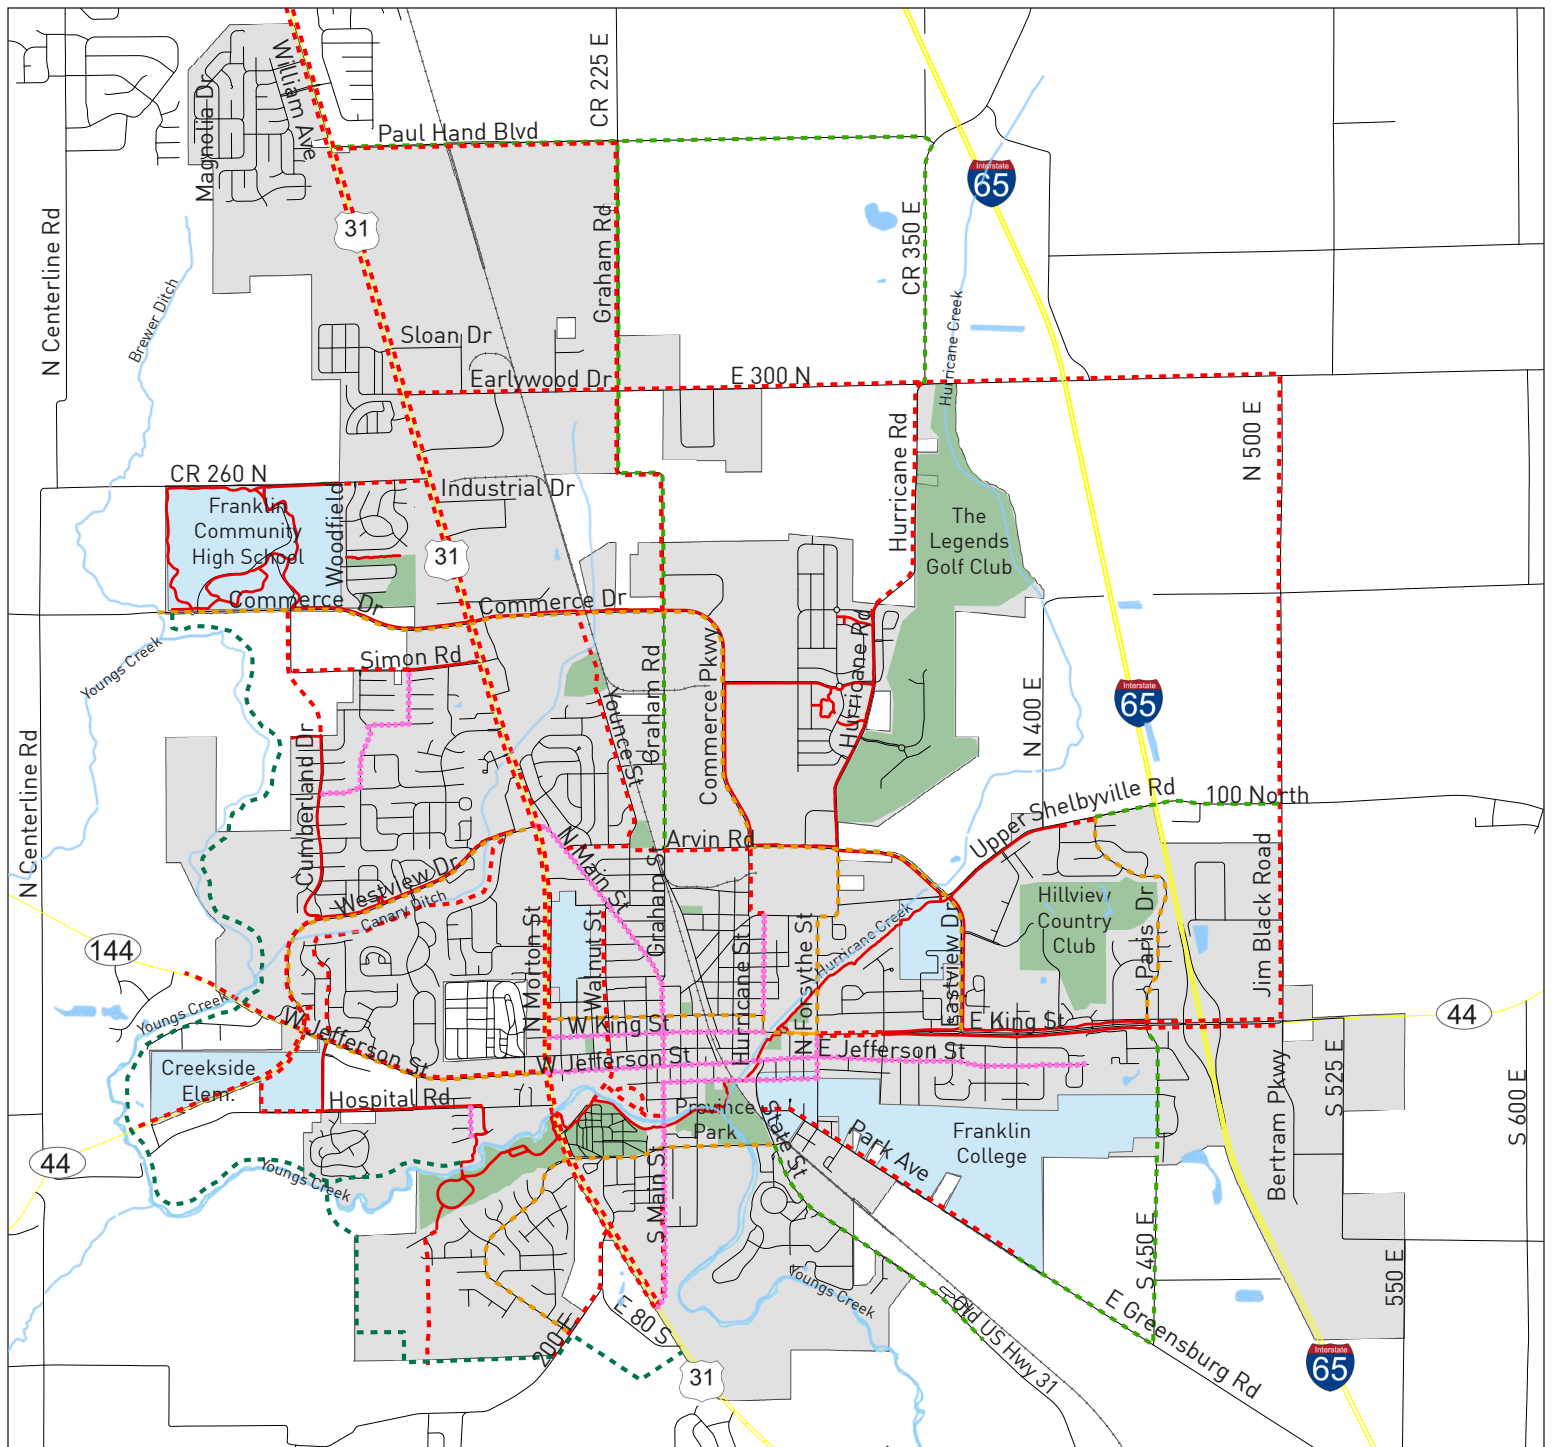 William Ave
Magnolia Dr
CR 225 E
Paul Hand Blvd
Interstate
65
N Centerline Rd
31
Graham Rd
CR 350 E
Brewer Ditch
Hurricane Creek
Sloan Dr
Earlywood Dr
E 300 N
Hurricane Rd
N 500 E
CR 260 N
Industrial Dr
Franklin
Community
High School
Woodfield
The
Legends
Golf Club
31
Commerce Dr
Commerce Dr
Youngs Creek
Simon Rd
Hurricane Rd
Graham Rd
Commerce Pkwy
Younce St
N 400 E
Interstate
65
N Centerline Rd
Cumberland Dr
Upper Shelbyville Rd
100 North
Arvin Rd
N Main St
Westview Dr
Canary Ditch
Graham St
Hillview
Country
Club
Paris Dr
Jim Black Road
144
N Morton St
Walnut St
Hurricane St
N Forsythe St
Hurricane Creek
Eastview Dr
Youngs Creek
W Jefferson St
W King St
E King St
44
W Jefferson St
E Jefferson St
Creekside
Elem.
Hospital Rd
Province
Park
State St
Park Ave
Franklin
College
Bertram Pkwy
S 525 E
S 600 E
44
Youngs Creek
S Main St
S 450 E
550 E
Youngs Creek
E 80 S
200 E
Old US Hwy 31
E Greensburg Rd
31
Interstate
65